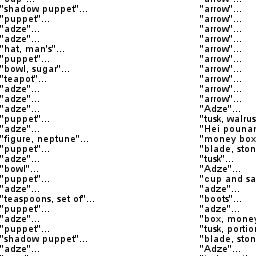 "shadow puppet"...
"puppet"...
"adze"...
"adze"...
"hat, man's"...
"puppet"...
"bowl, sugar"...
"teapot"...
"adze"...
"adze"...
"adze"...
"puppet"...
"adze"...
"figure, neptune"...
"puppet"...
"adze"...
"bowl"...
"puppet"...
"adze"...
"teaspoons, set of"...
"puppet"...
"adze"...
"puppet"...
"shadow puppet"...
"adze"...
"arrow"...
"arrow"...
"arrow"...
"arrow"...
"arrow"...
"arrow"...
"arrow"...
"arrow"...
"arrow"...
"arrow"...
"Adze"...
"tusk, walrus
"Hei pounar
"money box
"blade, ston
"tusk"...
"Adze"...
"cup and sa
"adze"...
"boots"...
"adze"...
"box, money
"tusk, portio
"blade, ston
"Adze"...